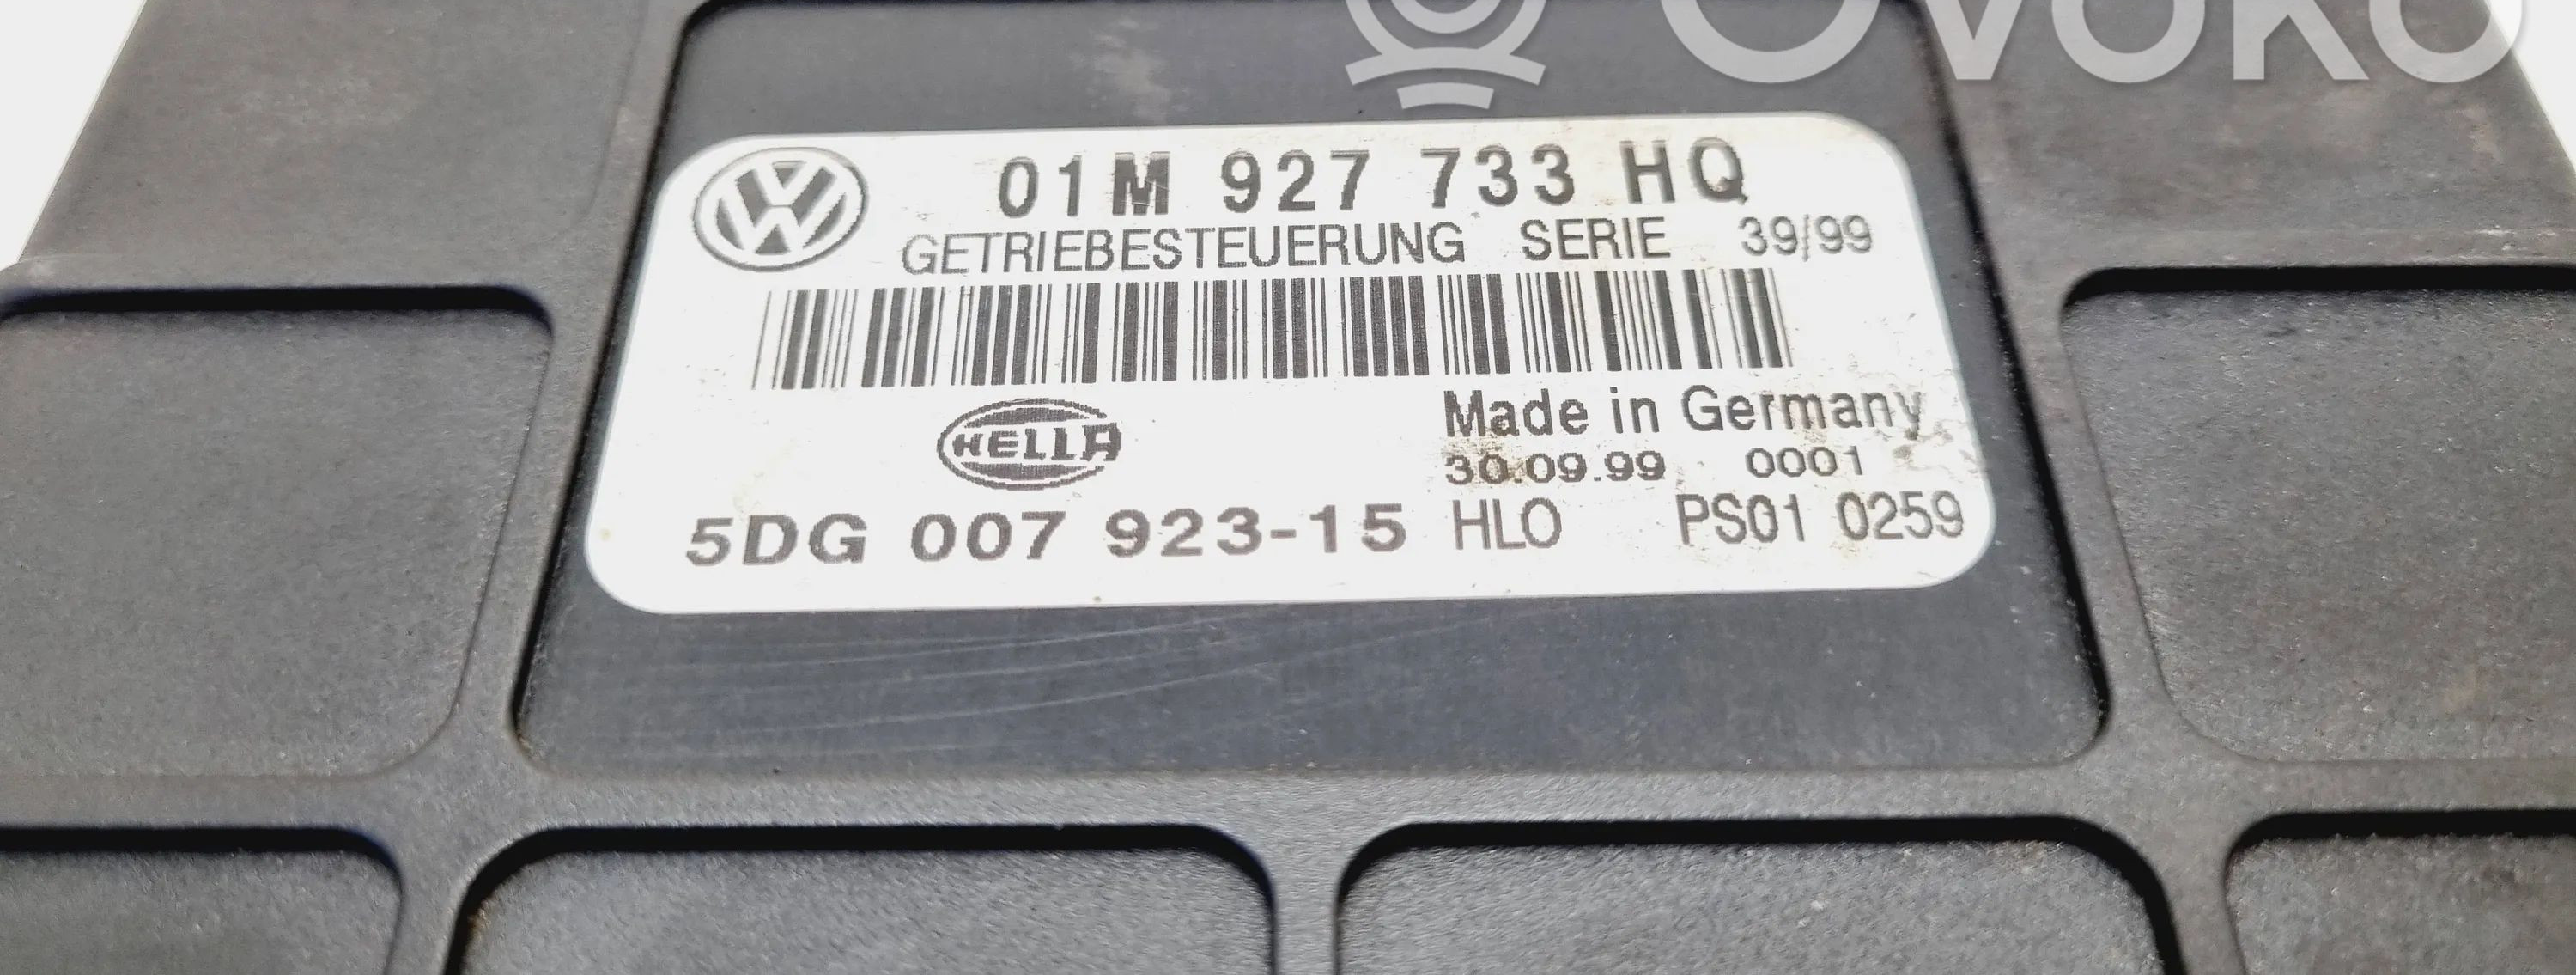 OVOKO
01M 927 733 HQ
GETRIEBESTEUERUNG SERIE 39/99
HELLA
Made in Germany
30.09.99 0001
5DG 007 923-15 HLO PS01 0259